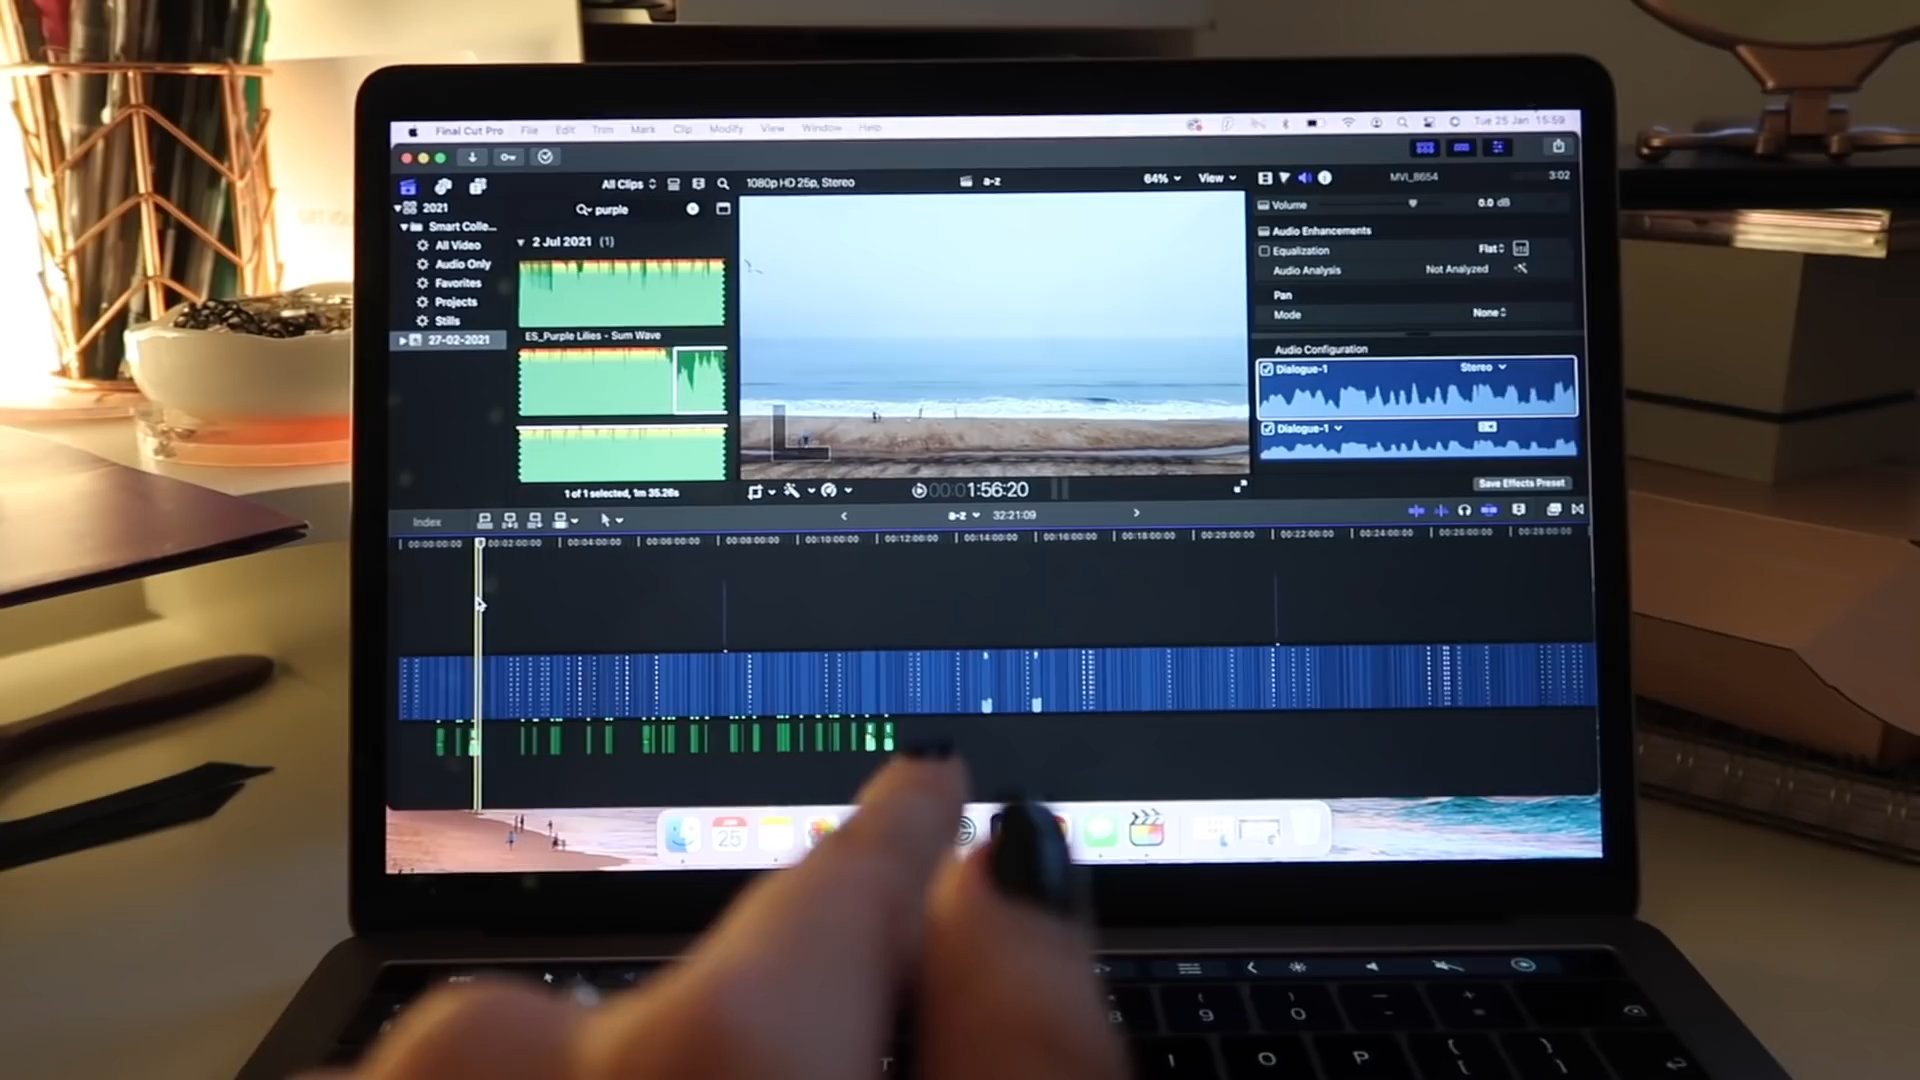 Final Cut Pro File Edit Trim Mark Clip Modify View Window Help Tue 25 Jan 15:59
All Clips 1080p HD 25p, Stereo a-z 64% View MVI_8654 3:02
2021
Smart Colle...
All Video
Audio Only
Favorites
Projects
Stills
27-02-2021
purple
2 Jul 2021 (1)
ES_Purple Lilies - Sum Wave
1 of 1 selected, 1m 35.26s
00:01:56:20
Volume 0.0 dB
Audio Enhancements
Equalization Flat
Audio Analysis Not Analyzed
Pan
Mode None
Audio Configuration
Dialogue-1 Stereo
Dialogue-1
Save Effects Preset
Index a-z 32:21:09
00:00:00:00 00:02:00:00 00:04:00:00 00:06:00:00 00:08:00:00 00:10:00:00 00:12:00:00 00:14:00:00 00:16:00:00 00:18:00:00 00:20:00:00 00:22:00:00 00:24:00:00 00:26:00:00 00:28:00:00
25
esc
( 9 ) 0 - =
I O P { [ } ]